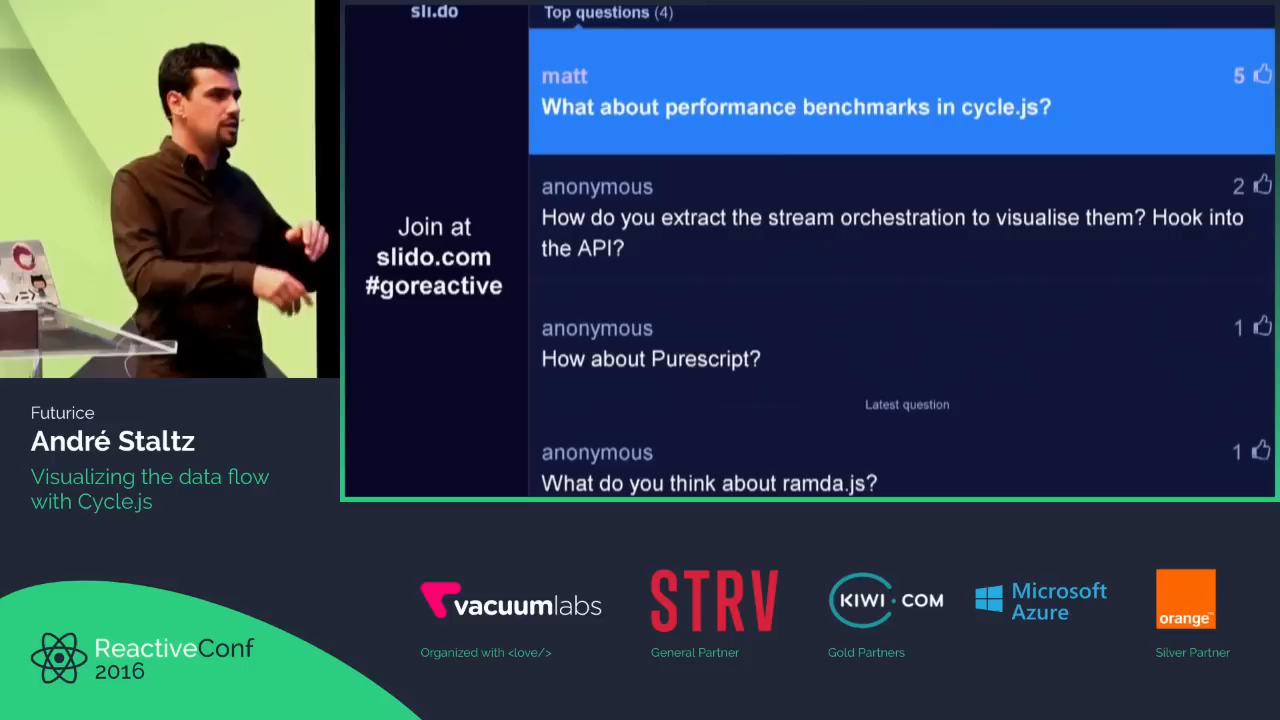 sli.do
Top questions (4)
matt
5
What about performance benchmarks in cycle.js?
anonymous
2
How do you extract the stream orchestration to visualise them? Hook into
the API?
Join at
slido.com
#goreactive
anonymous
1
How about Purescript?
Latest question
anonymous
1
What do you think about ramda.js?
Futurice
André Staltz
Visualizing the data flow
with Cycle.js
ReactiveConf
2016
vacuumlabs
Organized with <love/>
STRV
General Partner
KIWI.COM
Gold Partners
Microsoft
Azure
orange™
Silver Partner